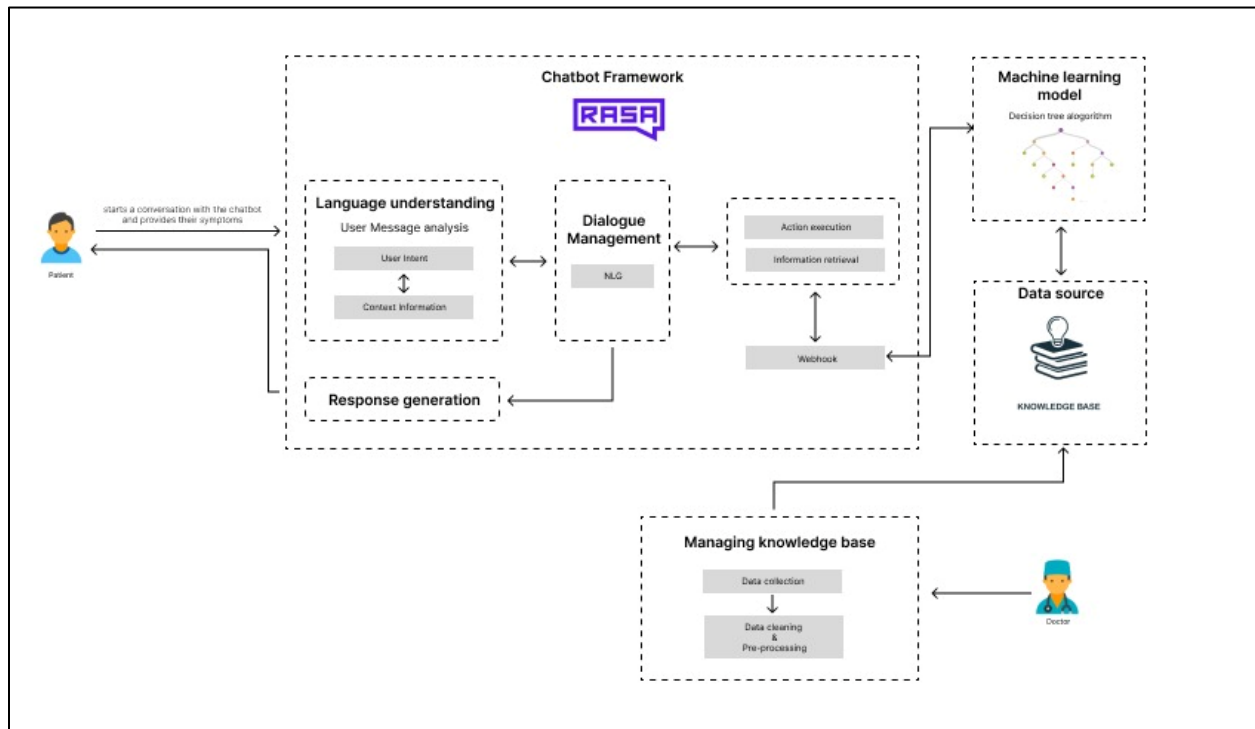 Chatbot Framework
RASA
Machine learning
model
Decision tree alogorithm
starts a conversation with the chatbot
and provides their symptoms
Patient
Language understanding
User Message analysis
User Intent
Context Information
Dialogue
Management
NLG
Action execution
Information retrieval
Webhook
Response generation
Data source
KNOWLEDGE BASE
Managing knowledge base
Data collection
Data cleaning
&
Pre-processing
Doctor